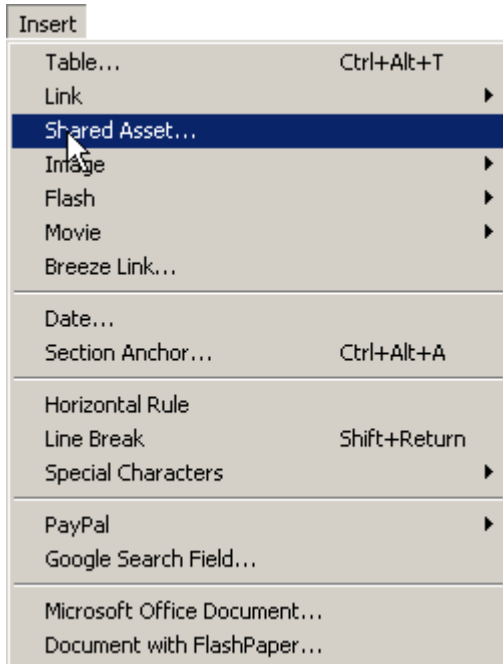 Insert
Table... Ctrl+Alt+T
Link
Shared Asset...
Image
Flash
Movie
Breeze Link...
Date...
Section Anchor... Ctrl+Alt+A
Horizontal Rule
Line Break Shift+Return
Special Characters
PayPal
Google Search Field...
Microsoft Office Document...
Document with FlashPaper...